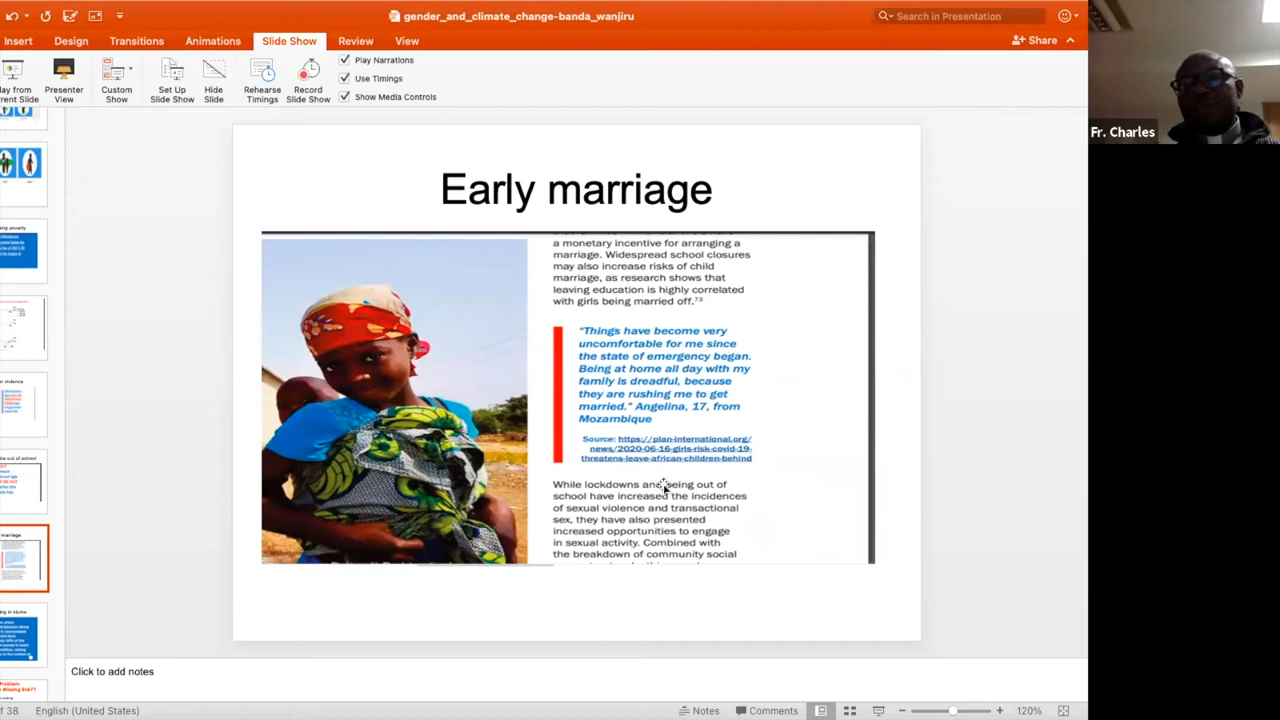 gender_and_climate_change-banda_wanjiru
Search in Presentation
Insert
Design
Transitions
Animations
Slide Show
Review
View
Share
Presenter
View
Custom
Show
Set Up
Slide Show
Hide
Slide
Rehearse
Timings
Record
Slide Show
Play Narrations
Use Timings
Show Media Controls
Fr. Charles
Early marriage
a monetary incentive for arranging a
marriage. Widespread school closures
may also increase risks of child
marriage, as research shows that
leaving education is highly correlated
with girls being married off.73
“Things have become very
uncomfortable for me since
the state of emergency began.
Being at home all day with my
family is dreadful, because
they are rushing me to get
married.” Angelina, 17, from
Mozambique
Source: https://plan-international.org/
news/2020-06-16-girls-risk-covid-19-
threatens-leave-african-children-behind
While lockdowns and being out of
school have increased the incidences
of sexual violence and transactional
sex, they have also presented
increased opportunities to engage
in sexual activity. Combined with
the breakdown of community social
Click to add notes
of 38
English (United States)
Notes
Comments
120%